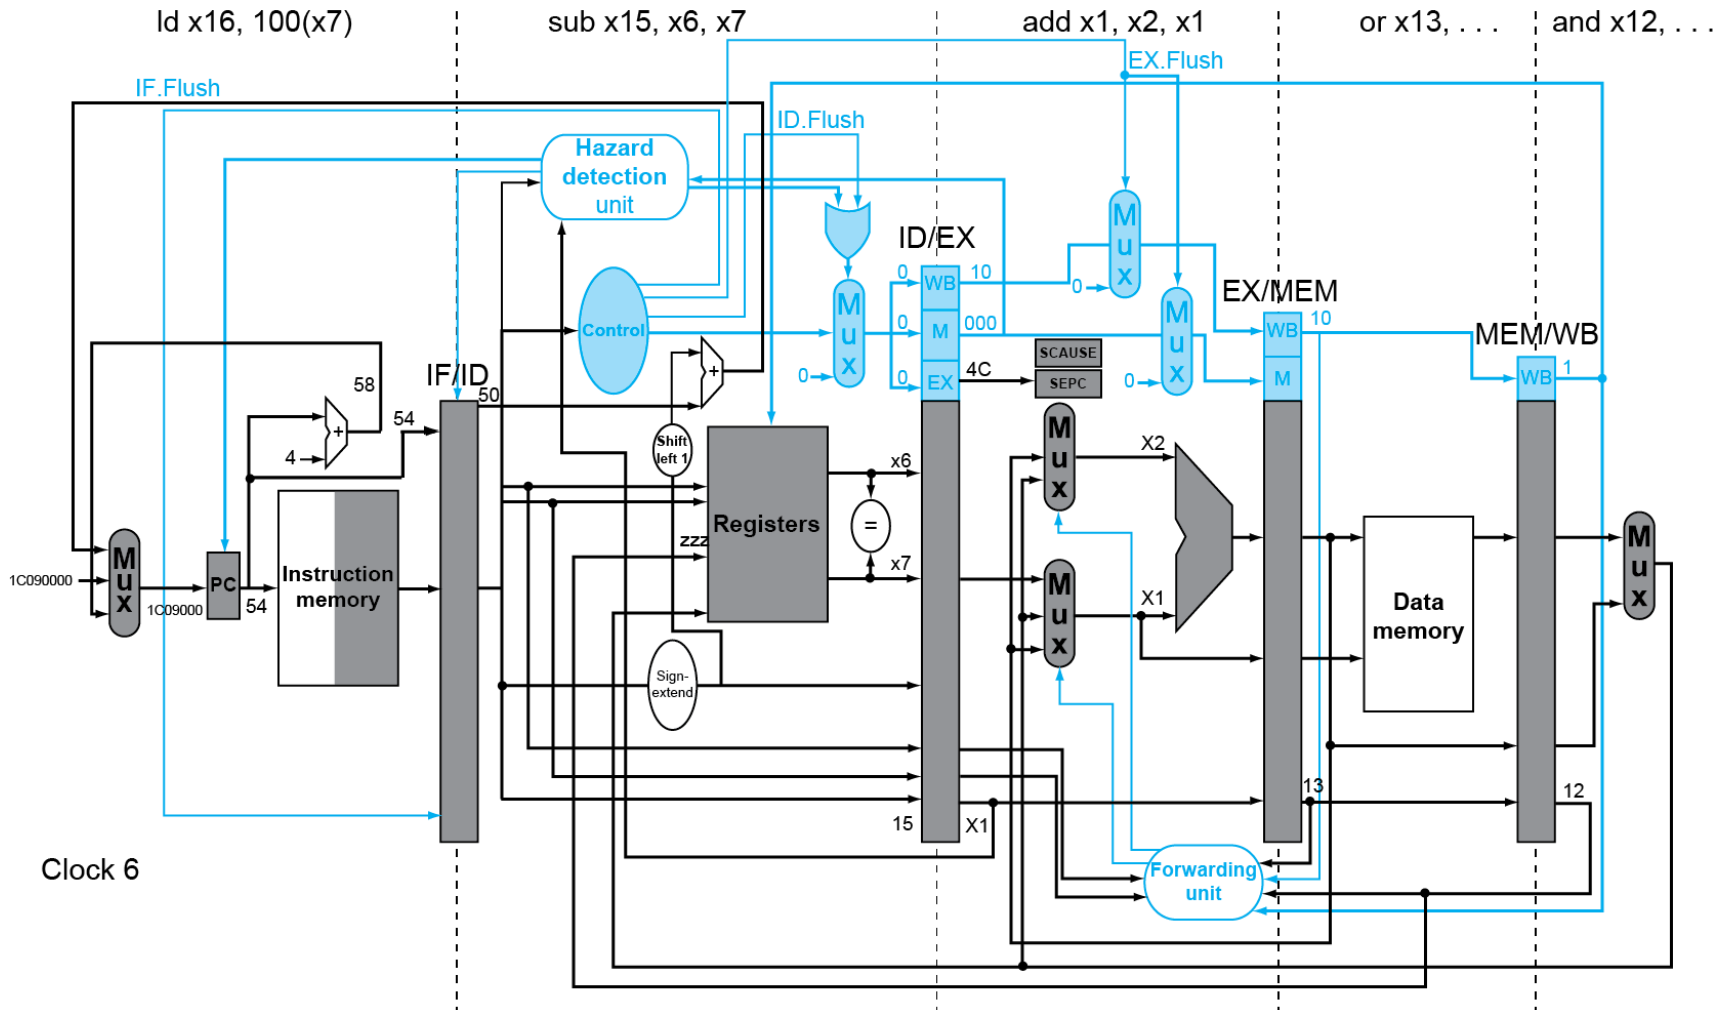 ld x16, 100(x7)
sub x15, x6, x7
add x1, x2, x1
or x13, . . .
and x12, . . .
IF.Flush
EX.Flush
ID.Flush
Hazard
detection
unit
ID/EX
EX/MEM
MEM/WB
IF/ID
Control
M
u
x
0
0
0
0
WB
M
EX
10
000
4C
0
M
u
x
0
M
u
x
SCAUSE
SEPC
WB
M
10
WB
1
50
58
54
4
+
+
Shift
left 1
Registers
zzz
x6
=
x7
M
u
x
X2
M
u
x
X1
M
u
x
1C090000
1C09000
PC
54
Instruction
memory
Data
memory
M
u
x
Sign-
extend
15
X1
13
12
Forwarding
unit
Clock 6